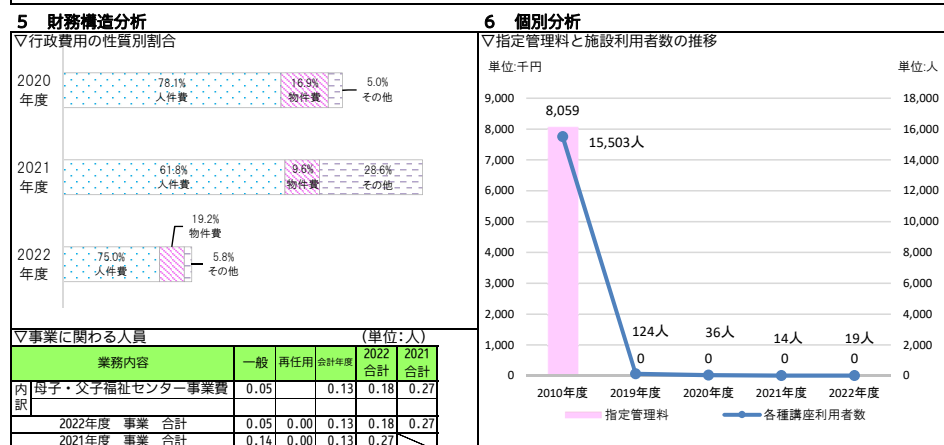 5 財務構造分析
▽行政費用の性質別割合
2020
年度
78.1%
人件費
16.9%
物件費
5.0%
その他
2021
年度
61.8%
人件費
9.6%
物件費
28.6%
その他
2022
年度
75.0%
人件費
19.2%
物件費
5.8%
その他
▽事業に関わる人員 (単位:人)
業務内容 一般 再任用 会計年度 2022合計 2021合計
内訳 母子・父子福祉センター事業費 0.05 0.13 0.18 0.27
2022年度 事業 合計 0.05 0.00 0.13 0.18 0.27
2021年度 事業 合計 0.14 0.00 0.13 0.27
6 個別分析
▽指定管理料と施設利用者数の推移
単位:千円 単位:人
9,000 18,000
8,059
8,000 16,000
15,503人
7,000 14,000
6,000 12,000
5,000 10,000
4,000 8,000
3,000 6,000
2,000 4,000
124人 36人 14人 19人
1,000 2,000
0 0 0 0
0 0
2010年度 2019年度 2020年度 2021年度 2022年度
指定管理料 各種講座利用者数